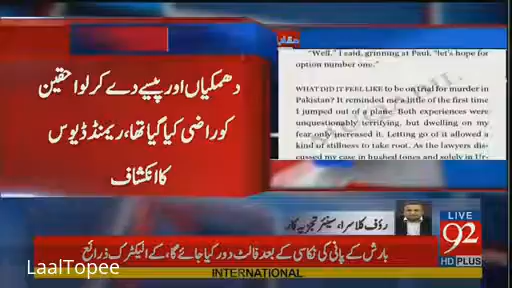 "Well." I said, grinning at Paul, "let's hope for
option number one."
WHAT DID IT FEEL LIKE to be on trial for murder in
Pakistan? It reminded me a little of the first time
I jumped out of a Both experiences were
unquestionably terrifying, but dwelling on my
fear only increased it. Letting go of it allowed a
kind of stillness to take root. As the lawyers dis-
cussed my case in hushed tones and solely in Ur-
دھمکیاں اور پیسے دے کر لواحقین
کو راضی کیا گیا تھا، ریمنڈ ڈیوس
کا انکشاف
رؤف کلاسرا، سینئر تجزیہ کار
LIVE
92
HD PLUS
بارش کے پانی کی نکاسی کے بعد فالٹ دور کیا جائے گا، کے الیکٹرک ذرائع
LaalTopee
INTERNATIONAL